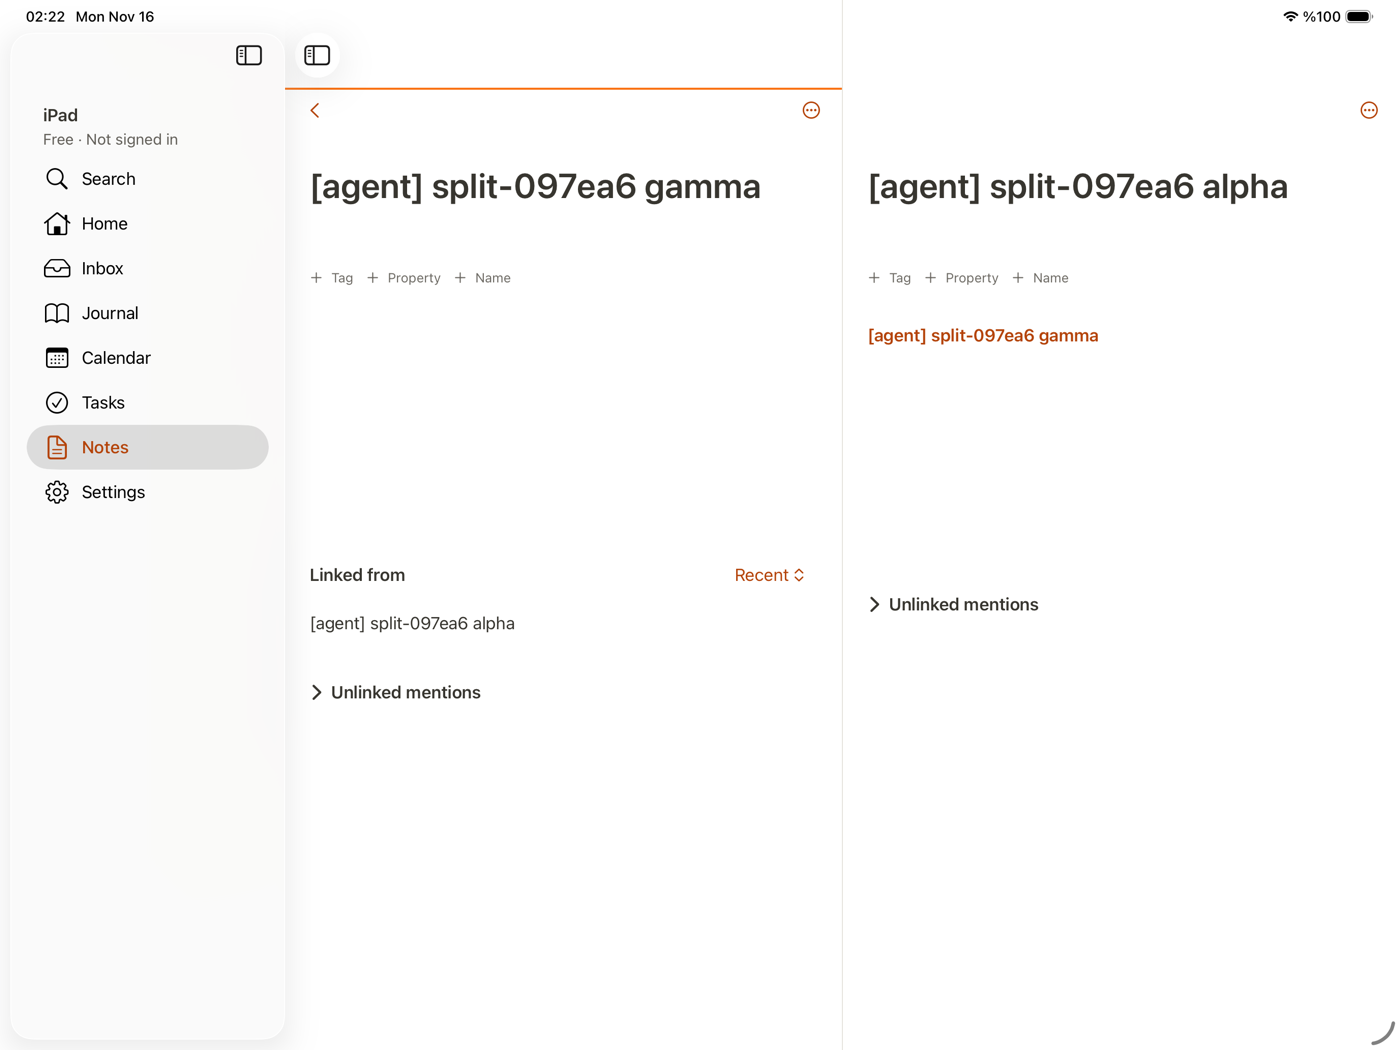 02:22 Mon Nov 16
%100
iPad
Free · Not signed in
Search
Home
Inbox
Journal
Calendar
Tasks
Notes
Settings
[agent] split-097ea6 gamma
+ Tag + Property + Name
Linked from
Recent
[agent] split-097ea6 alpha
Unlinked mentions
[agent] split-097ea6 alpha
+ Tag + Property + Name
[agent] split-097ea6 gamma
Unlinked mentions